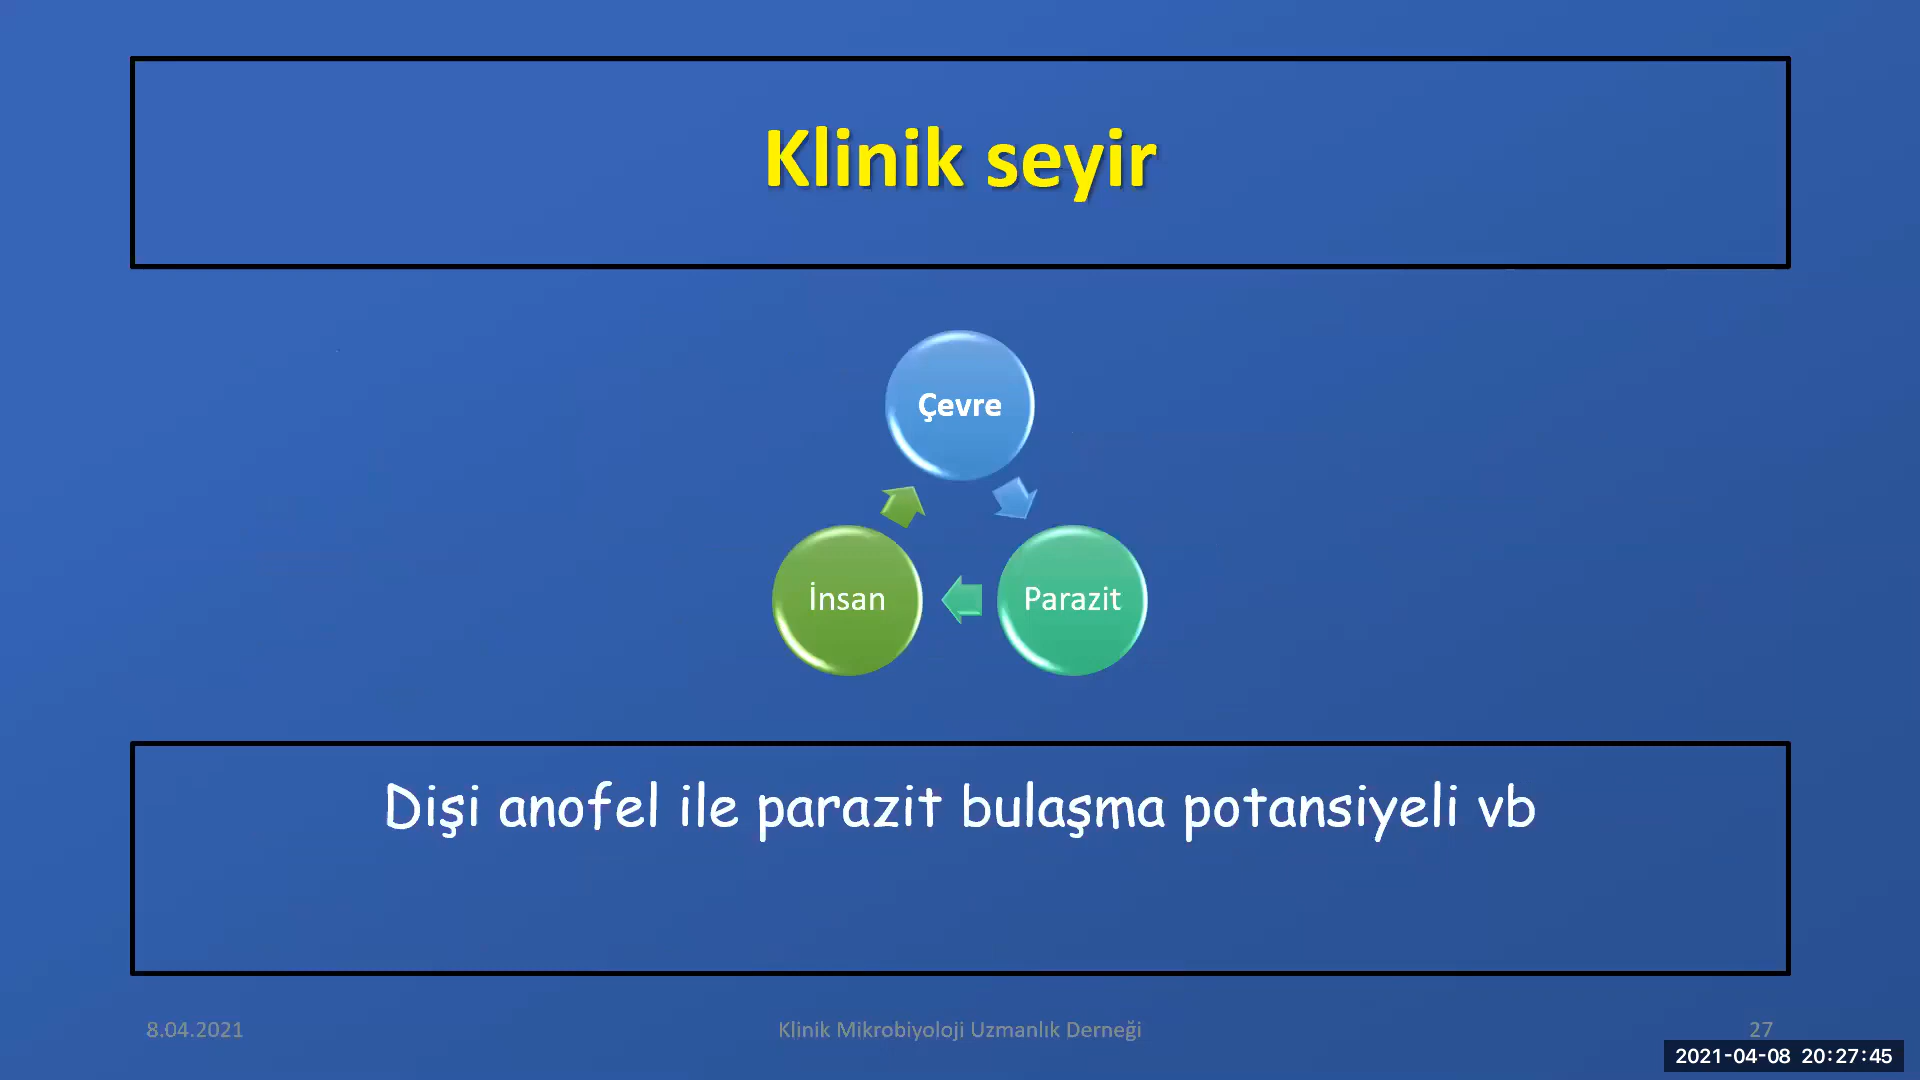 Klinik seyir
Çevre
İnsan
Parazit
Dişi anofel ile parazit bulaşma potansiyeli vb
8.04.2021
Klinik Mikrobiyoloji Uzmanlık Derneği
27
2021-04-08 20:27:45